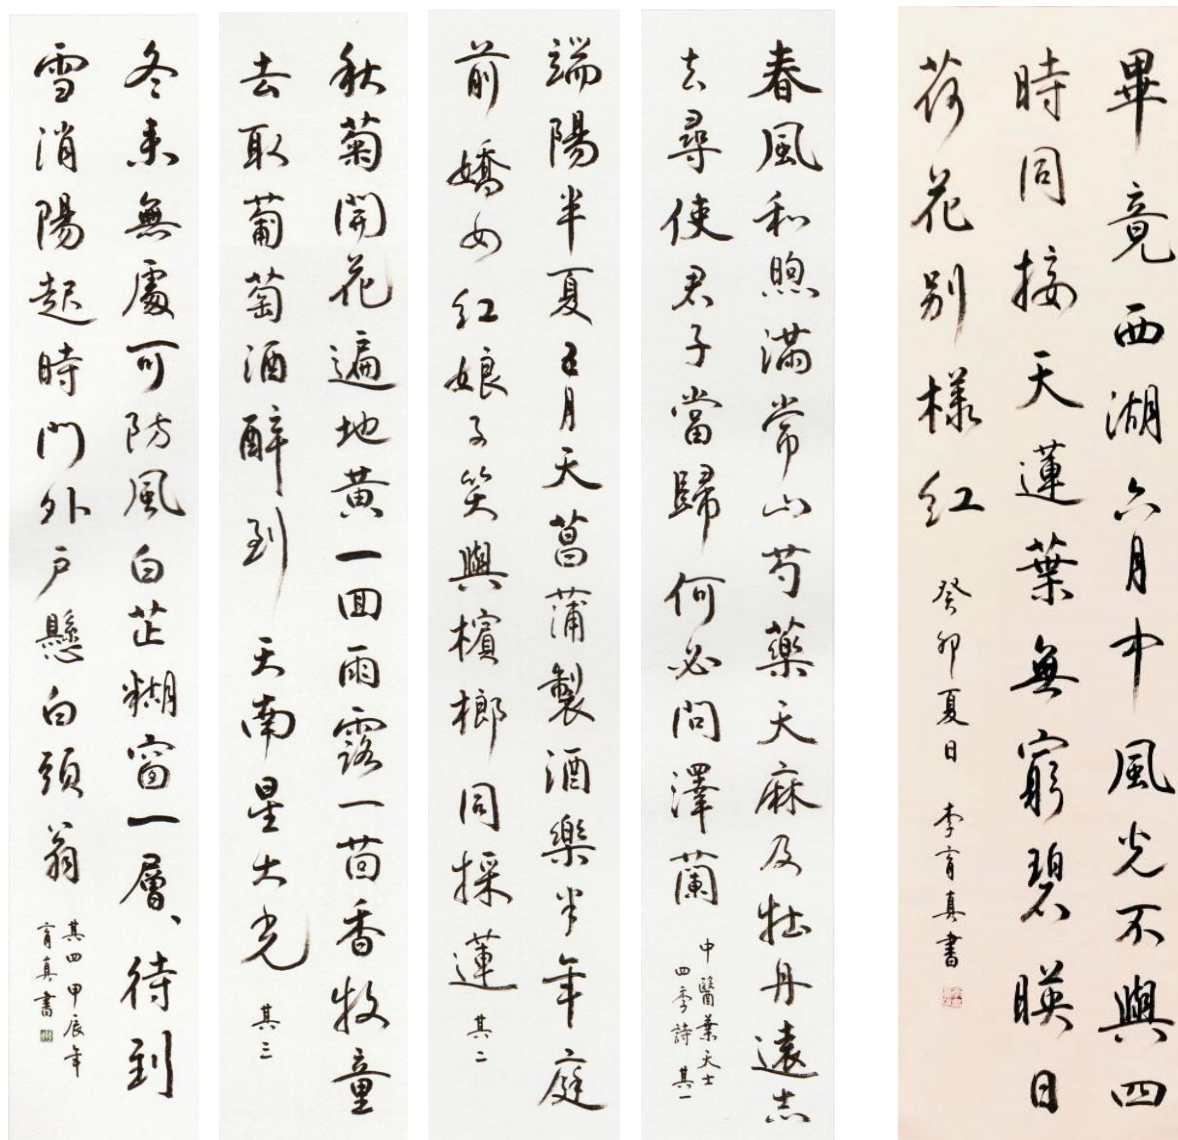 畢竟西湖六月中風光不與四
時同接天蓮葉無窮碧暎日
荷花別樣紅 癸卯夏日 李育真書
春風和煦滿常山芍藥天麻及牡丹遠志
去尋使君子當歸何必問澤蘭
中醫葉天士
四季詩 其一
端陽半夏五月天菖蒲製酒樂半年庭
前嬌女紅娘子笑與檳榔同採蓮 其二
秋菊開花遍地黃一回雨露一茴香牧童
去取葡萄酒醉到天南星大光 其三
冬來無處可防風白芷糊窗一層、待到
雪消陽起時門外戶懸白頭翁
其四 甲辰年
育真書